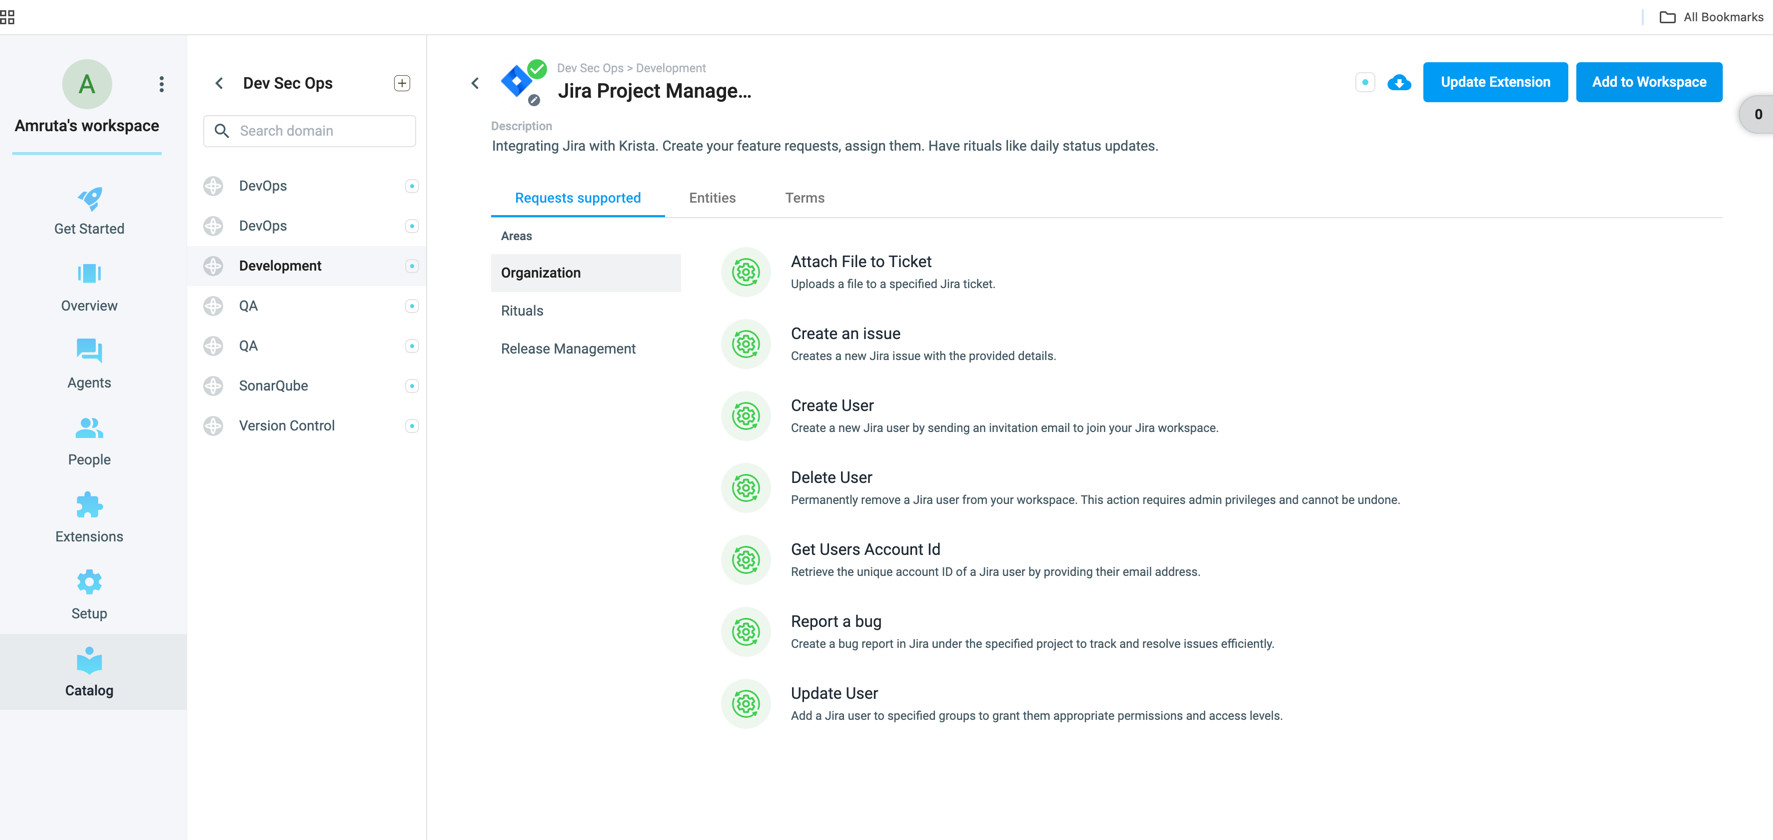 All Bookmarks
A
Amruta's workspace
Get Started
Overview
Agents
People
Extensions
Setup
Catalog
Dev Sec Ops
Search domain
DevOps
DevOps
Development
QA
QA
SonarQube
Version Control
Dev Sec Ops > Development
Jira Project Manage...
Update Extension
Add to Workspace
0
Description
Integrating Jira with Krista. Create your feature requests, assign them. Have rituals like daily status updates.
Requests supported
Entities
Terms
Areas
Organization
Rituals
Release Management
Attach File to Ticket
Uploads a file to a specified Jira ticket.
Create an issue
Creates a new Jira issue with the provided details.
Create User
Create a new Jira user by sending an invitation email to join your Jira workspace.
Delete User
Permanently remove a Jira user from your workspace. This action requires admin privileges and cannot be undone.
Get Users Account Id
Retrieve the unique account ID of a Jira user by providing their email address.
Report a bug
Create a bug report in Jira under the specified project to track and resolve issues efficiently.
Update User
Add a Jira user to specified groups to grant them appropriate permissions and access levels.